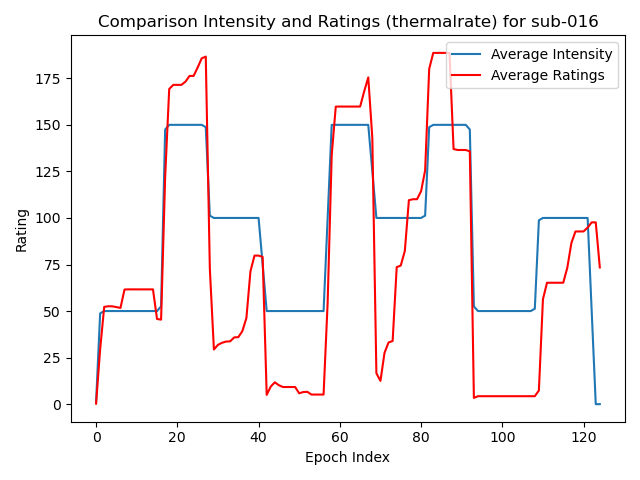 Comparison Intensity and Ratings (thermalrate) for sub-016
Average Intensity
Average Ratings
Rating
175
150
125
100
75
50
25
0
0 20 40 60 80 100 120
Epoch Index